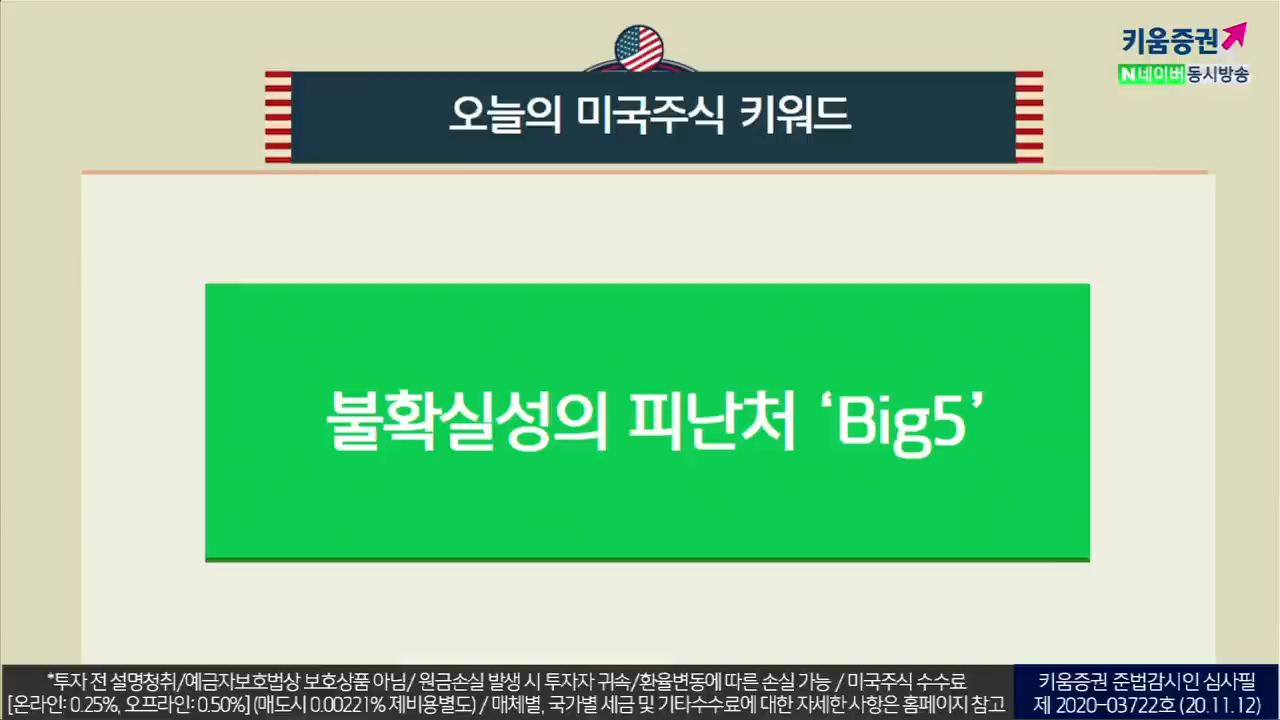 키움증권
N네이버 동시방송
오늘의 미국주식 키워드
불확실성의 피난처 ‘Big5’
*투자 전 설명청취/예금자보호법상 보호상품 아님/ 원금손실 발생 시 투자자 귀속/환율변동에 따른 손실 가능 / 미국주식 수수료
[온라인: 0.25%, 오프라인: 0.50%] (매도시 0.00221% 제비용별도) / 매체별, 국가별 세금 및 기타수수료에 대한 자세한 사항은 홈페이지 참고
키움증권 준법감시인 심사필
제 2020-03722호 (20.11.12)